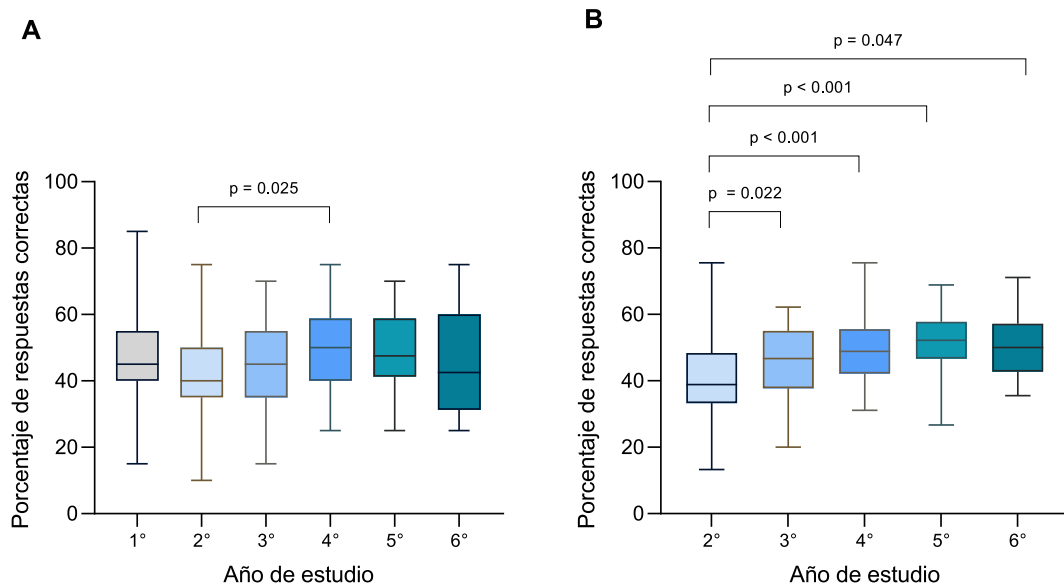 A
p = 0.025
Porcentaje de respuestas correctas
100
80
60
40
20
0
1° 2° 3° 4° 5° 6°
Año de estudio
B
p = 0.047
p < 0.001
p < 0.001
p = 0.022
Porcentaje de respuestas correctas
100
80
60
40
20
0
2° 3° 4° 5° 6°
Año de estudio